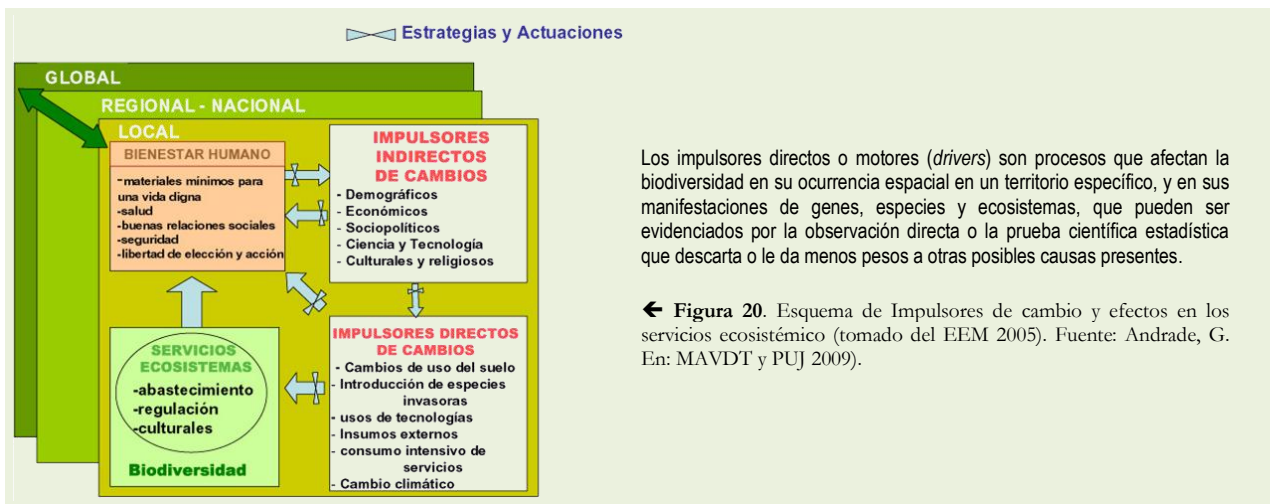 Estrategias y Actuaciones
GLOBAL
REGIONAL - NACIONAL
LOCAL
BIENESTAR HUMANO
-materiales mínimos para
una vida digna
-salud
-buenas relaciones sociales
-seguridad
-libertad de elección y acción
IMPULSORES
INDIRECTOS
DE CAMBIOS
- Demográficos
- Económicos
- Sociopolíticos
- Ciencia y Tecnología
- Culturales y religiosos
SERVICIOS
ECOSISTEMAS
-abastecimiento
-regulación
-culturales
Biodiversidad
IMPULSORES DIRECTOS
DE CAMBIOS
- Cambios de uso del suelo
- Introducción de especies
invasoras
- usos de tecnologías
- Insumos externos
- consumo intensivo de
servicios
- Cambio climático
Los impulsores directos o motores (drivers) son procesos que afectan la
biodiversidad en su ocurrencia espacial en un territorio específico, y en sus
manifestaciones de genes, especies y ecosistemas, que pueden ser
evidenciados por la observación directa o la prueba científica estadística
que descarta o le da menos pesos a otras posibles causas presentes.
← Figura 20. Esquema de Impulsores de cambio y efectos en los
servicios ecosistémico (tomado del EEM 2005). Fuente: Andrade, G.
En: MAVDT y PUJ 2009).